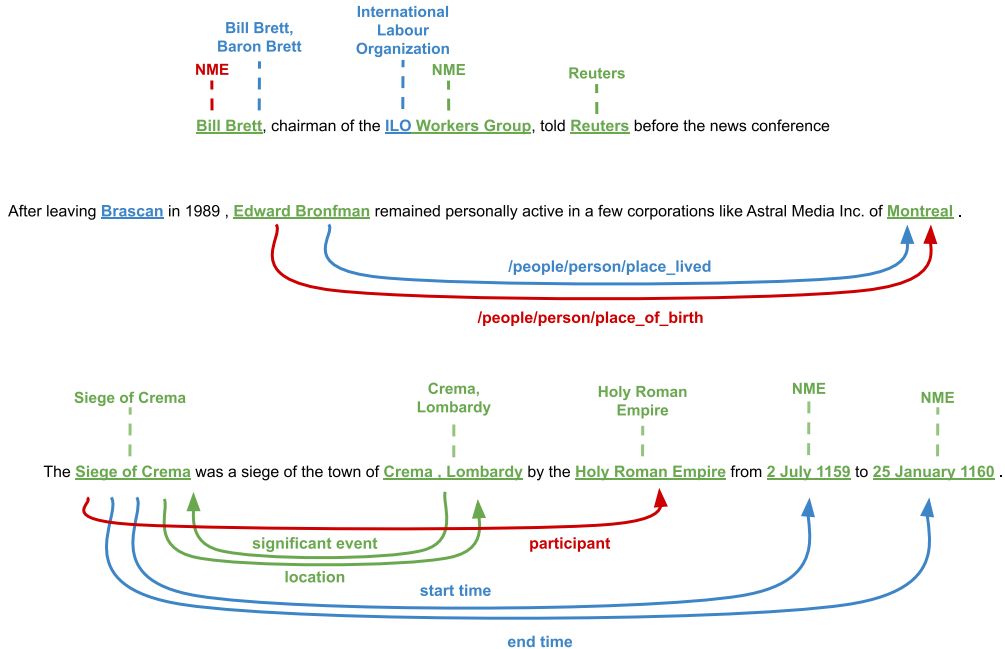 International
Labour
Organization
Bill Brett,
Baron Brett
NME
NME
Reuters
Bill Brett, chairman of the ILO Workers Group, told Reuters before the news conference
After leaving Brascan in 1989 , Edward Bronfman remained personally active in a few corporations like Astral Media Inc. of Montreal .
/people/person/place_lived
/people/person/place_of_birth
Siege of Crema
Crema,
Lombardy
Holy Roman
Empire
NME
NME
The Siege of Crema was a siege of the town of Crema , Lombardy by the Holy Roman Empire from 2 July 1159 to 25 January 1160 .
significant event
participant
location
start time
end time